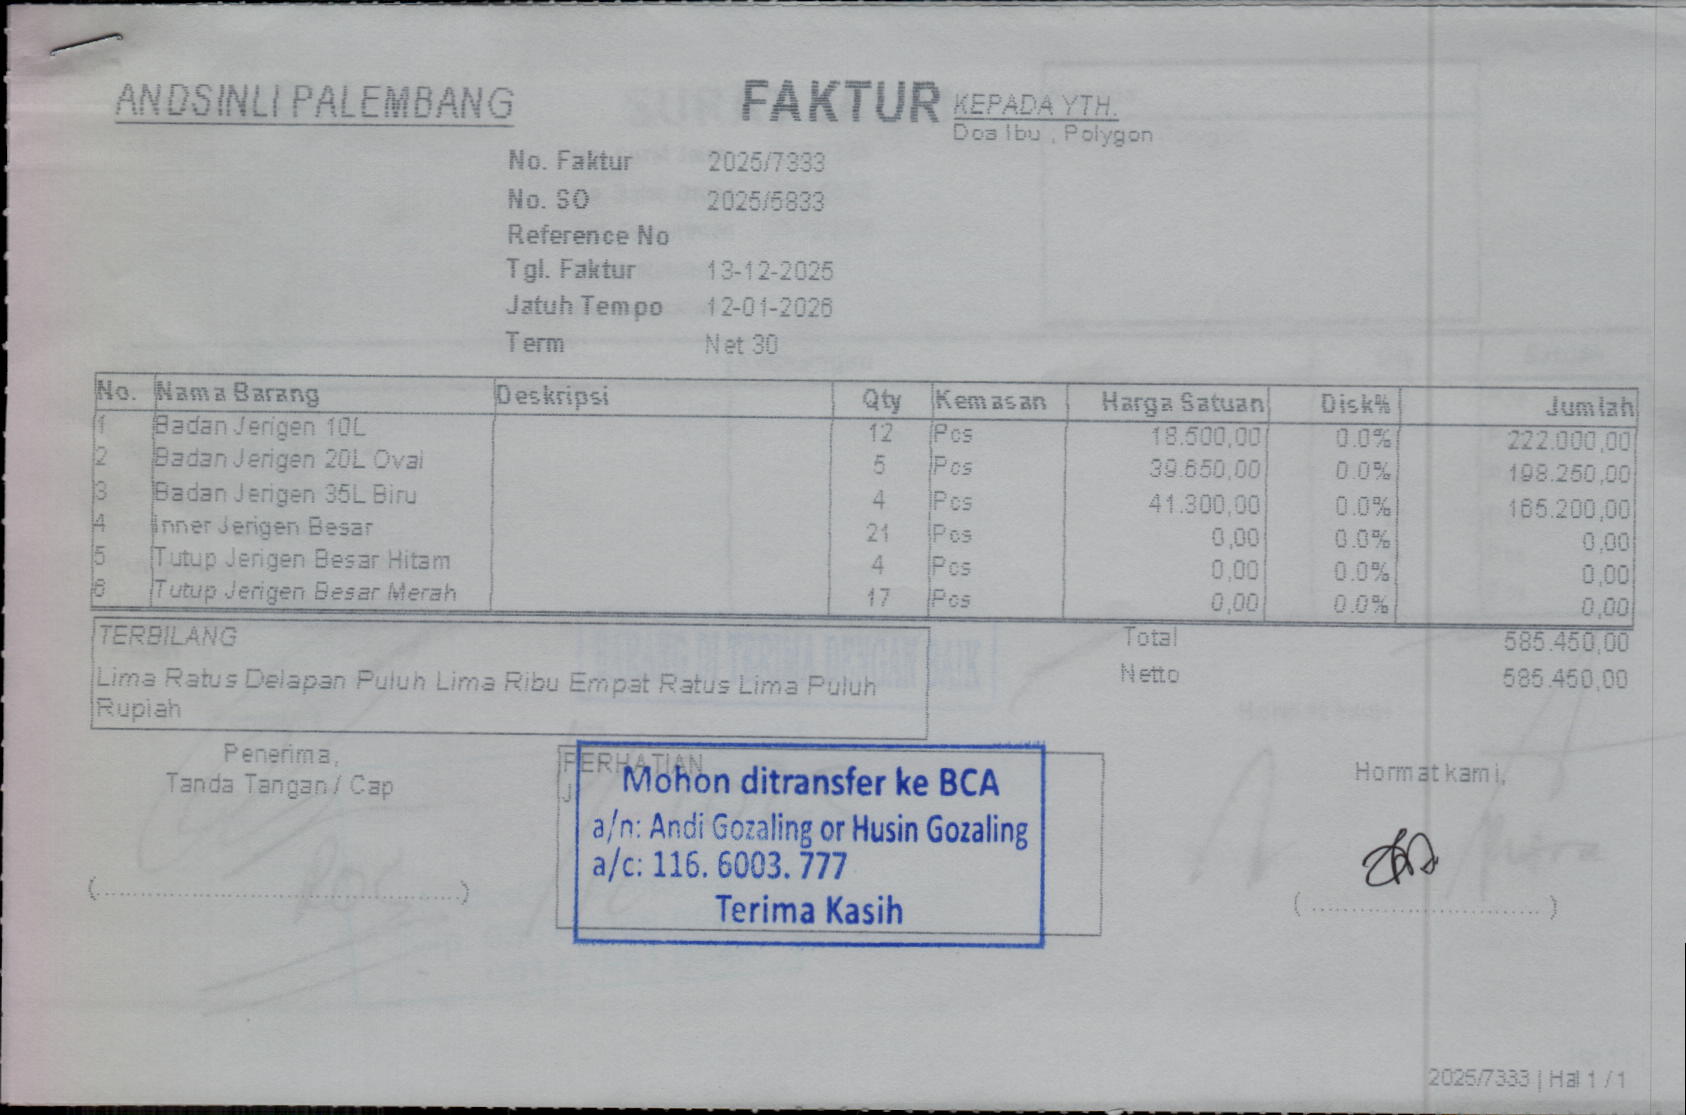 ANDSINLI PALEMBANG
FAKTUR
KEPADA YTH.
Doa Ibu , Polygon
No. Faktur 2025/7333
No. SO 2025/5833
Reference No
Tgl. Faktur 13-12-2025
Jatuh Tempo 12-01-2026
Term Net 30
No. Nama Barang Deskripsi Qty Kemasan Harga Satuan Disk% Jumlah
1 Badan Jerigen 10L 12 Pcs 18.500,00 0.0% 222.000,00
2 Badan Jerigen 20L Oval 5 Pcs 39.650,00 0.0% 198.250,00
3 Badan Jerigen 35L Biru 4 Pcs 41.300,00 0.0% 165.200,00
4 Inner Jerigen Besar 21 Pcs 0,00 0.0% 0,00
5 Tutup Jerigen Besar Hitam 4 Pcs 0,00 0.0% 0,00
6 Tutup Jerigen Besar Merah 17 Pcs 0,00 0.0% 0,00
TERBILANG
Lima Ratus Delapan Puluh Lima Ribu Empat Ratus Lima Puluh
Rupiah
Total 585.450,00
Netto 585.450,00
Penerima,
Tanda Tangan / Cap
PERHATIAN
Mohon ditransfer ke BCA
a/n: Andi Gozaling or Husin Gozaling
a/c: 116. 6003. 777
Terima Kasih
Hormat kami,
BARANG DI TERIMA DENGAN BAIK
2025/7333 | Hal 1 / 1